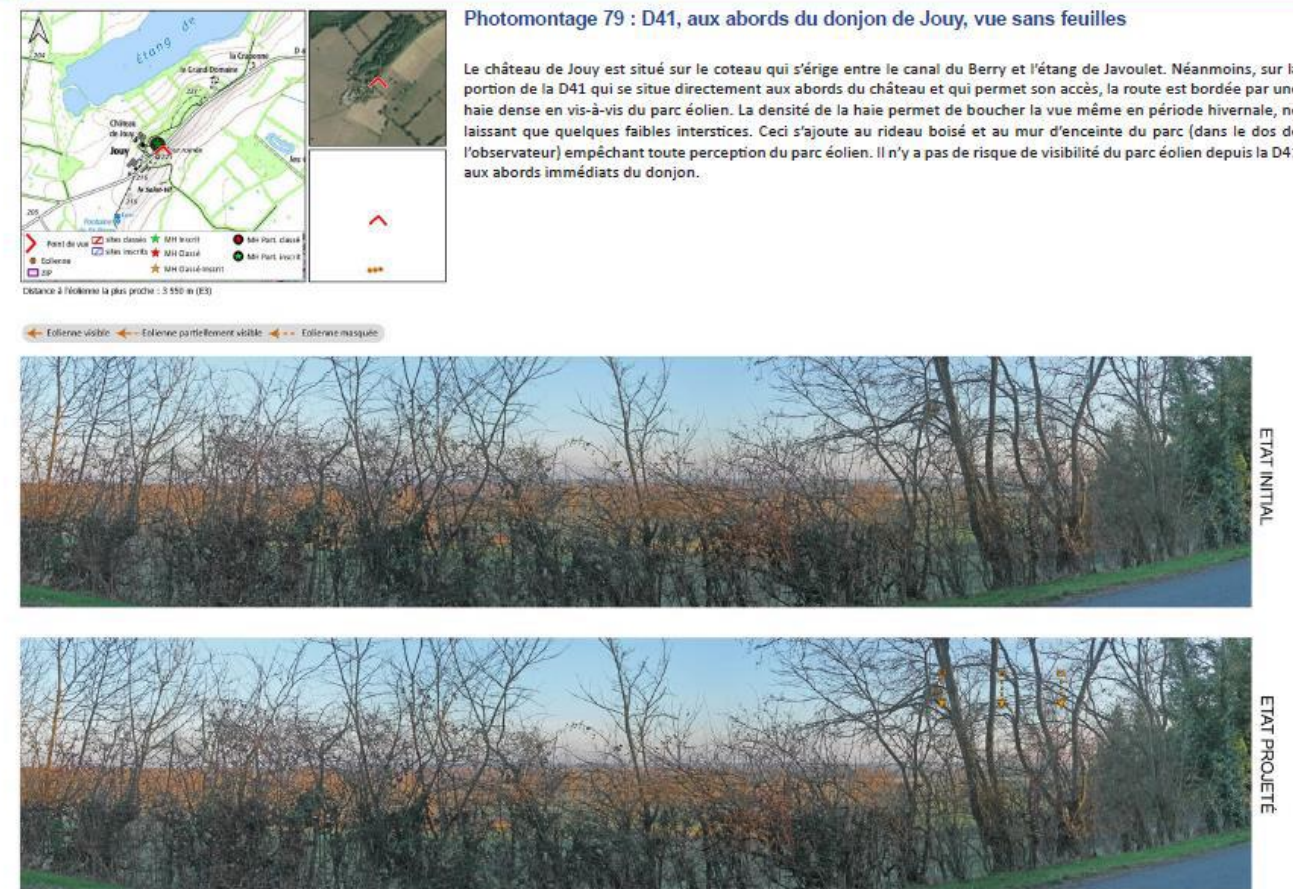 Photomontage 79 : D41, aux abords du donjon de Jouy, vue sans feuilles
Le château de Jouy est situé sur le coteau qui s’érige entre le canal du Berry et l’étang de Javoulet. Néanmoins, sur la
portion de la D41 qui se situe directement aux abords du château et qui permet son accès, la route est bordée par une
haie dense en vis-à-vis du parc éolien. La densité de la haie permet de boucher la vue même en période hivernale, ne
laissant que quelques faibles interstices. Ceci s’ajoute au rideau boisé et au mur d’enceinte du parc (dans le dos de
l’observateur) empêchant toute perception du parc éolien. Il n’y a pas de risque de visibilité du parc éolien depuis la D41
aux abords immédiats du donjon.
204
Étang de
la Craponne
le Grand Domaine
Château
de Jouy
Jouy
216
205
Point de vue
Eolienne
ZIP
sites classés
sites inscrits
MH Inscrit
MH Classé
MH Classé-Inscrit
MH Part. classé
MH Part. inscrit
Distance à l’éolienne la plus proche : 3 950 m (E3)
Eolienne visible Eolienne partiellement visible Eolienne masquée
ETAT INITIAL
ETAT PROJETÉ